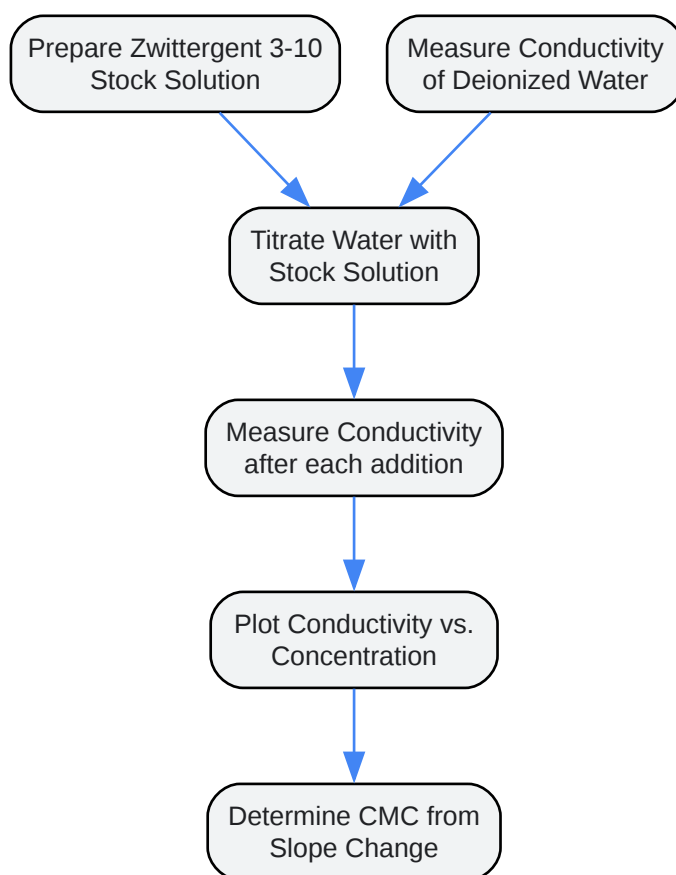 Prepare Zwittergent 3-10
Stock Solution
Measure Conductivity
of Deionized Water
Titrate Water with
Stock Solution
Measure Conductivity
after each addition
Plot Conductivity vs.
Concentration
Determine CMC from
Slope Change